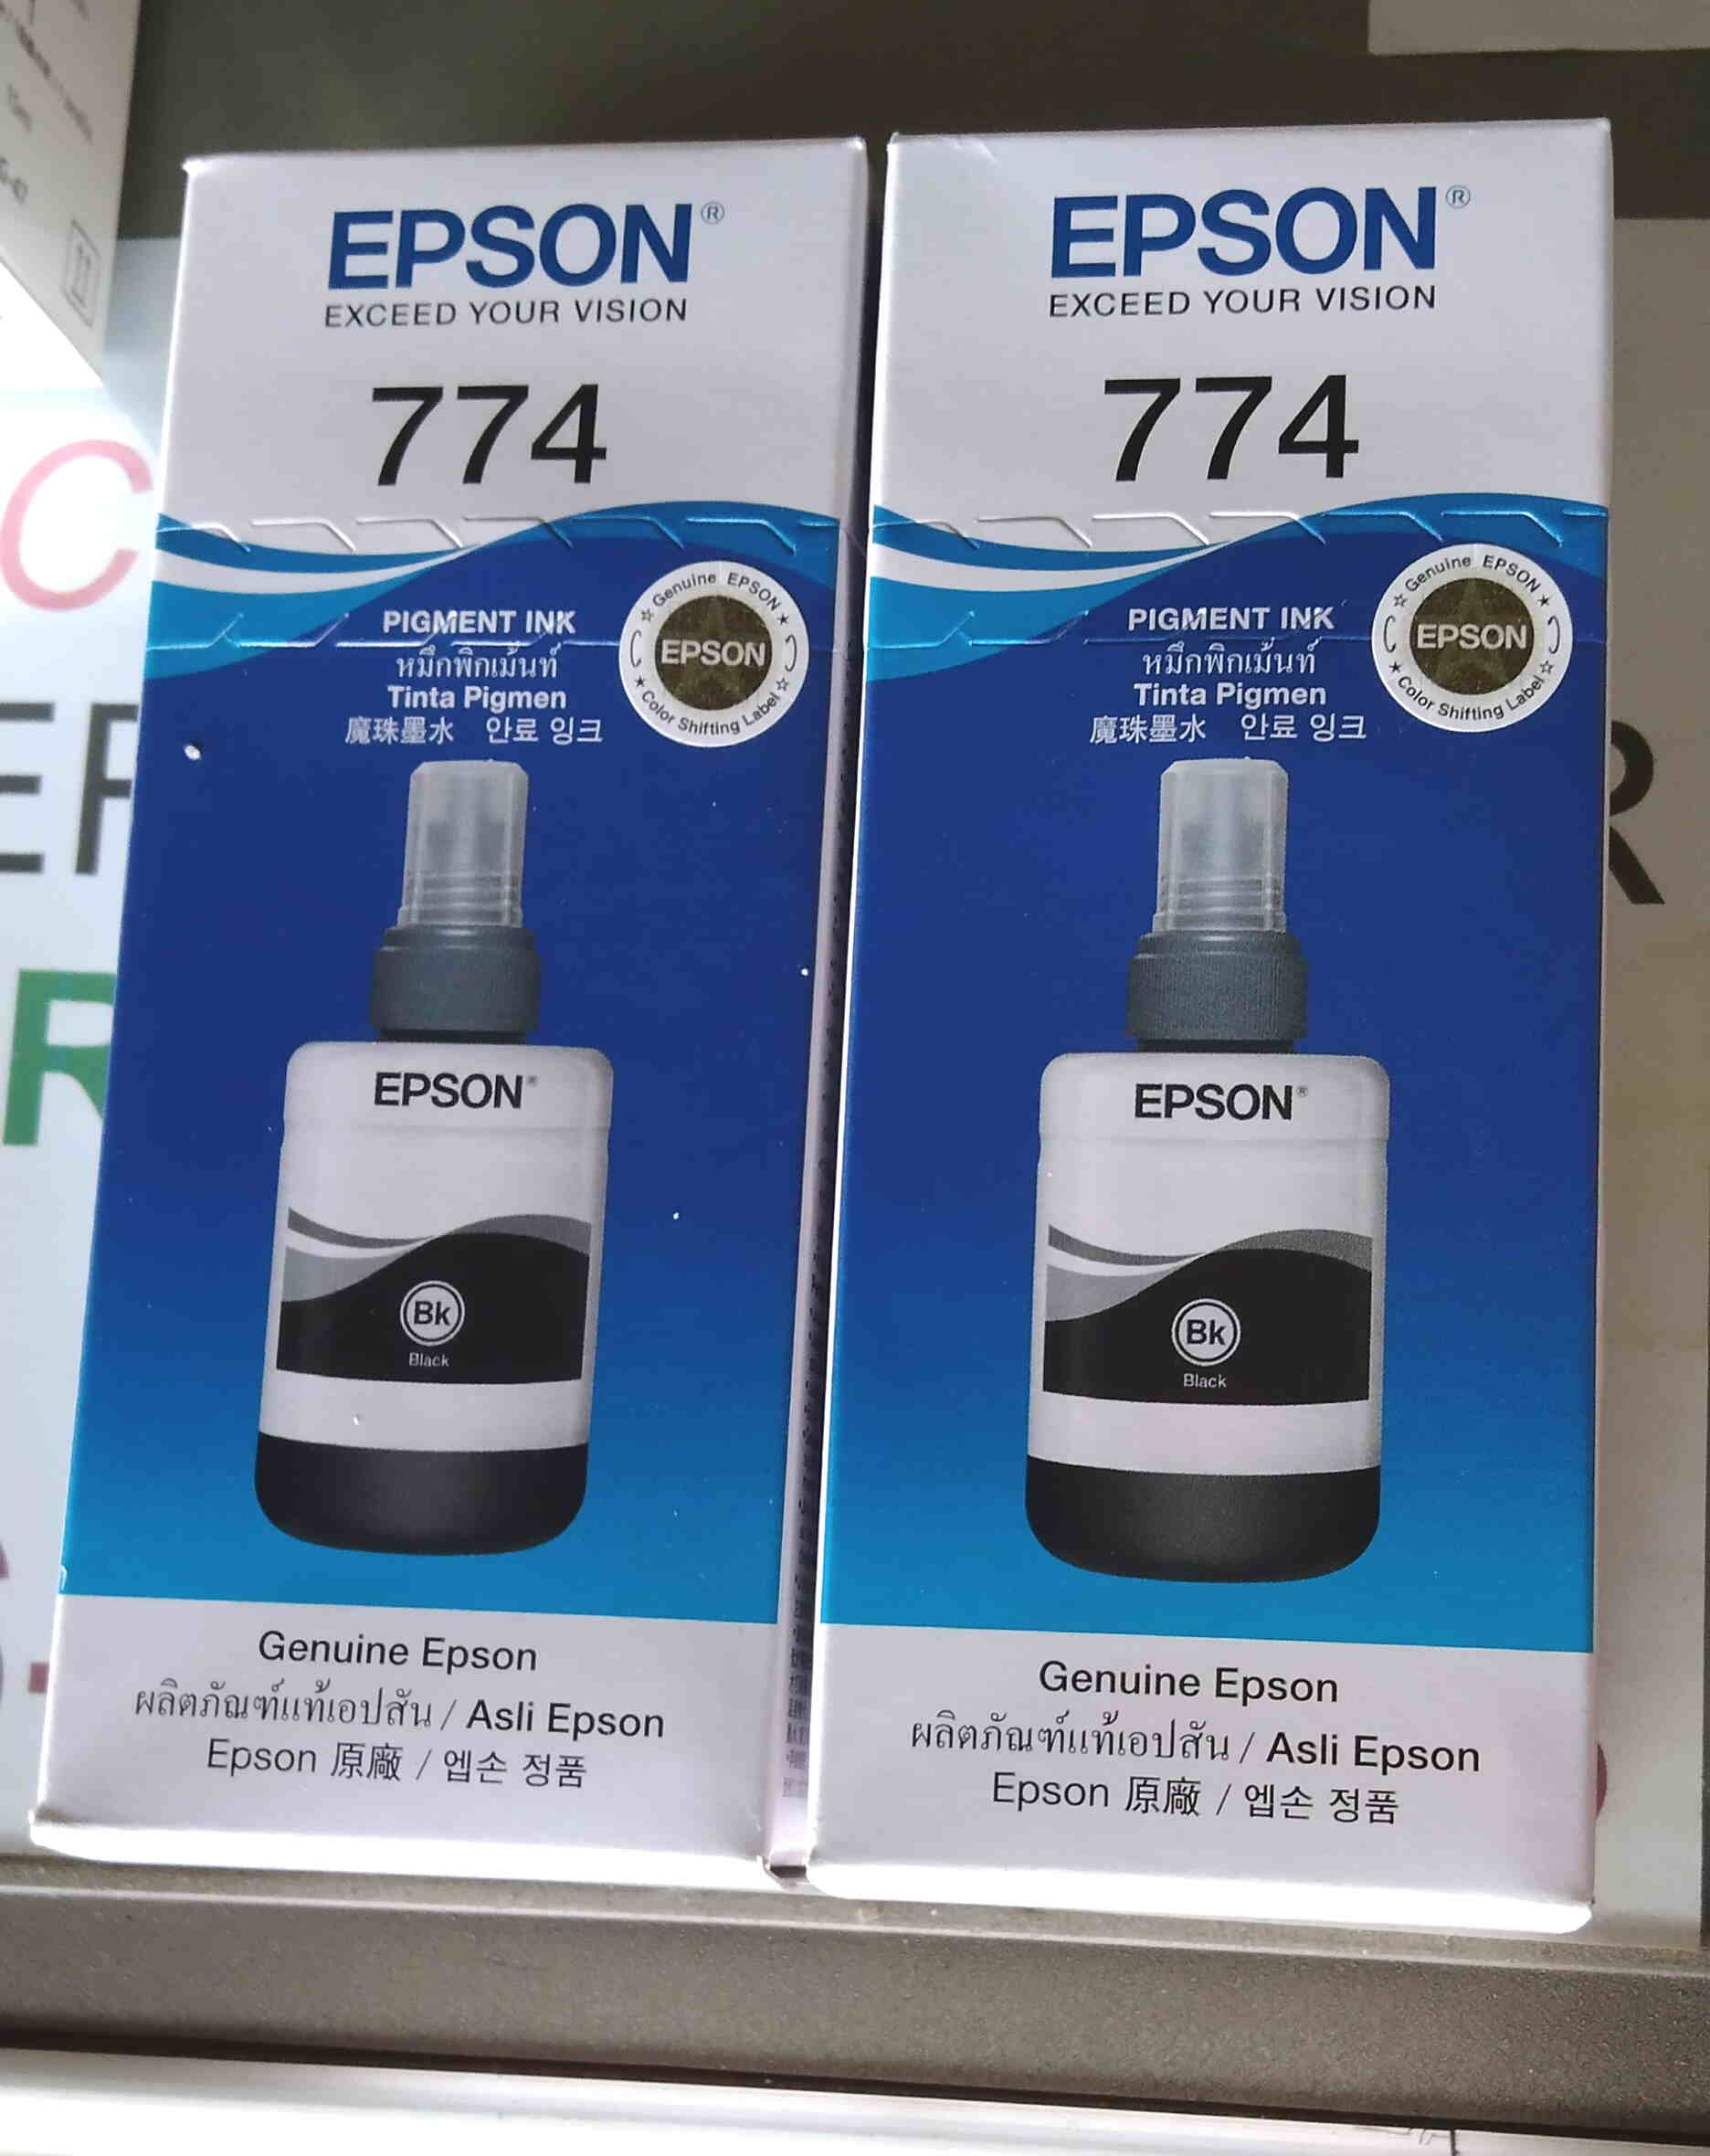 EPSON®
EXCEED YOUR VISION
774
PIGMENT INK
หมึกพิกเม้นท์
Tinta Pigmen
魔珠墨水 안료 잉크
Genuine EPSON
EPSON
Color Shifting Label
EPSON®
Bk
Black
Genuine Epson
ผลิตภัณฑ์แท้เอปสัน / Asli Epson
Epson 原廠 / 엡손 정품
EPSON®
EXCEED YOUR VISION
774
PIGMENT INK
หมึกพิกเม้นท์
Tinta Pigmen
魔珠墨水 안료 잉크
Genuine EPSON
EPSON
Color Shifting Label
EPSON®
Bk
Black
Genuine Epson
ผลิตภัณฑ์แท้เอปสัน / Asli Epson
Epson 原廠 / 엡손 정품